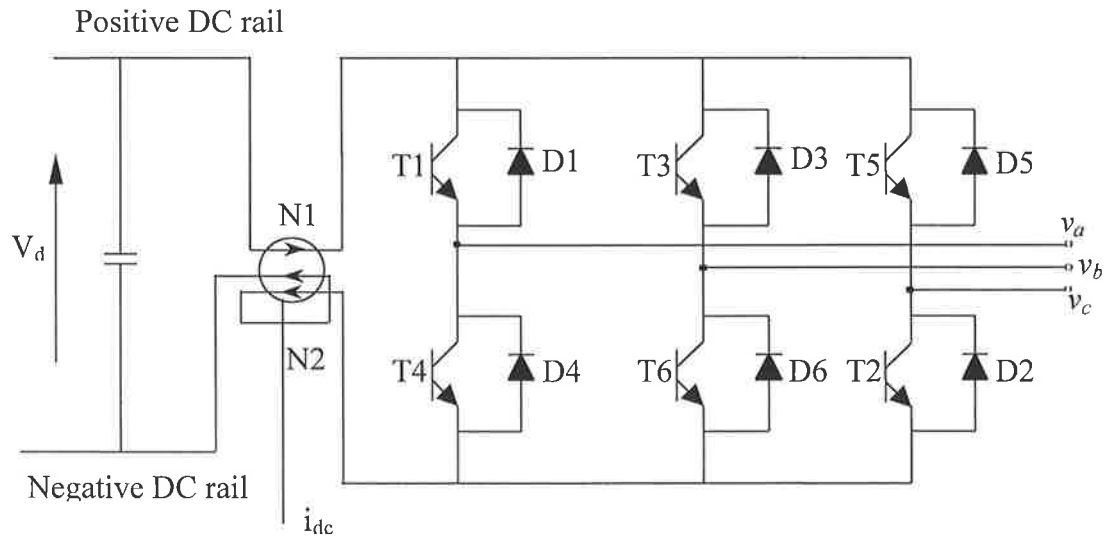 Positive DC rail
T1
D1
T3
D3
T5
D5
N1
V_d
v_a
v_b
v_c
N2
T4
D4
T6
D6
T2
D2
Negative DC rail
i_dc